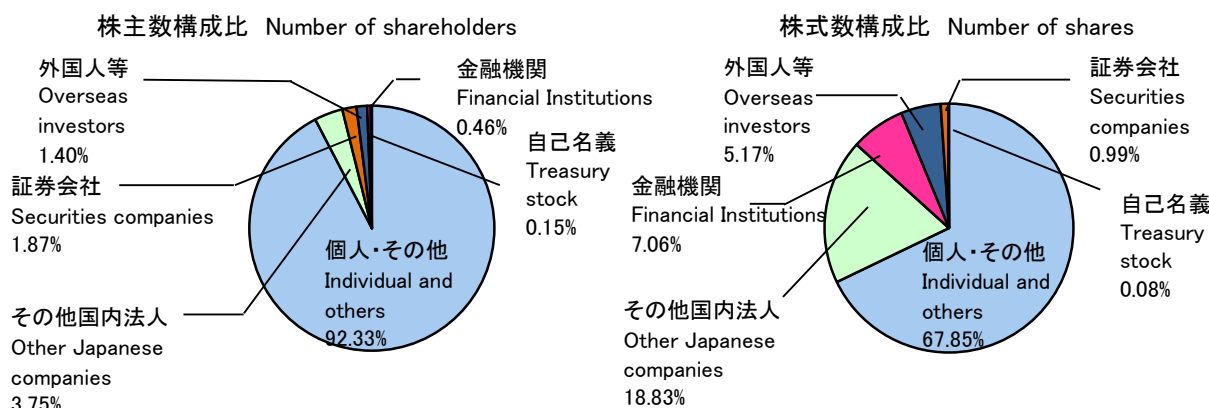 株主数構成比 Number of shareholders
外国人等
Overseas
investors
1.40%
金融機関
Financial Institutions
0.46%
自己名義
Treasury
stock
0.15%
証券会社
Securities companies
1.87%
個人・その他
Individual and
others
92.33%
その他国内法人
Other Japanese
companies
3.75%
株式数構成比 Number of shares
外国人等
Overseas
investors
5.17%
証券会社
Securities
companies
0.99%
金融機関
Financial Institutions
7.06%
自己名義
Treasury
stock
0.08%
個人・その他
Individual and
others
67.85%
その他国内法人
Other Japanese
companies
18.83%